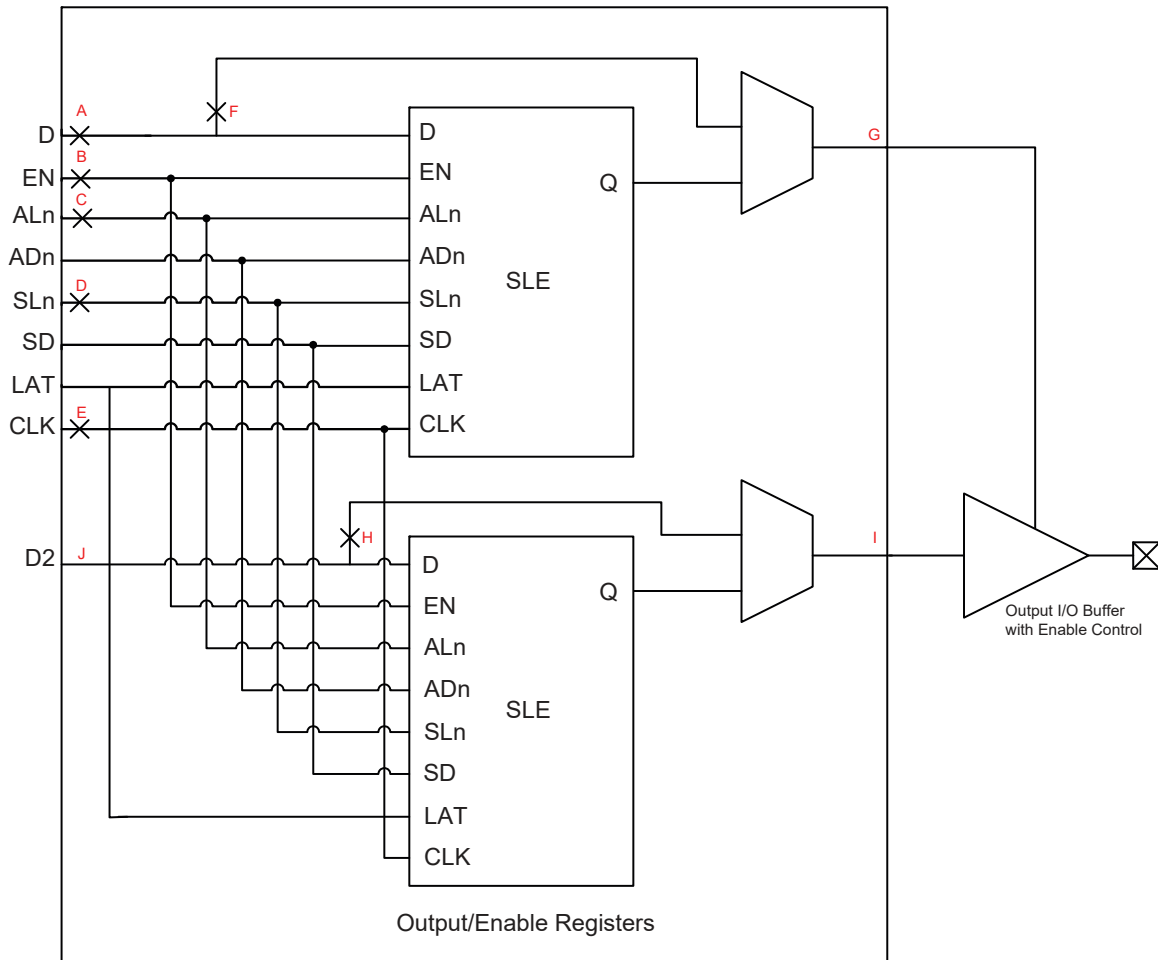 A
F
D
D
G
B
EN
EN
Q
C
ALn
ALn
ADn
ADn
SLE
D
SLn
SLn
SD
SD
LAT
LAT
E
CLK
CLK
H
I
J
D2
D
Q
EN
Output I/O Buffer
with Enable Control
ALn
ADn
SLE
SLn
SD
LAT
CLK
Output/Enable Registers